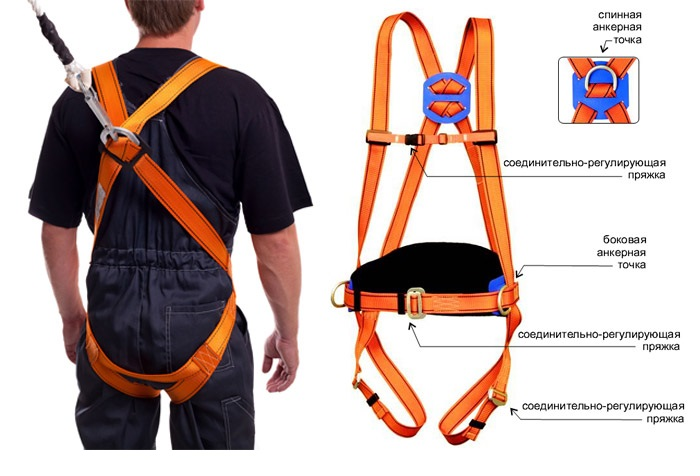 спинная
анкерная
точка
соединительно-регулирующая
пряжка
боковая
анкерная
точка
соединительно-регулирующая
пряжка
соединительно-регулирующая
пряжка